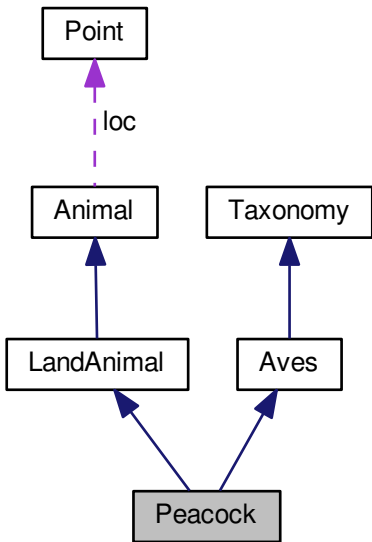 Point
loc
Animal
Taxonomy
LandAnimal
Aves
Peacock